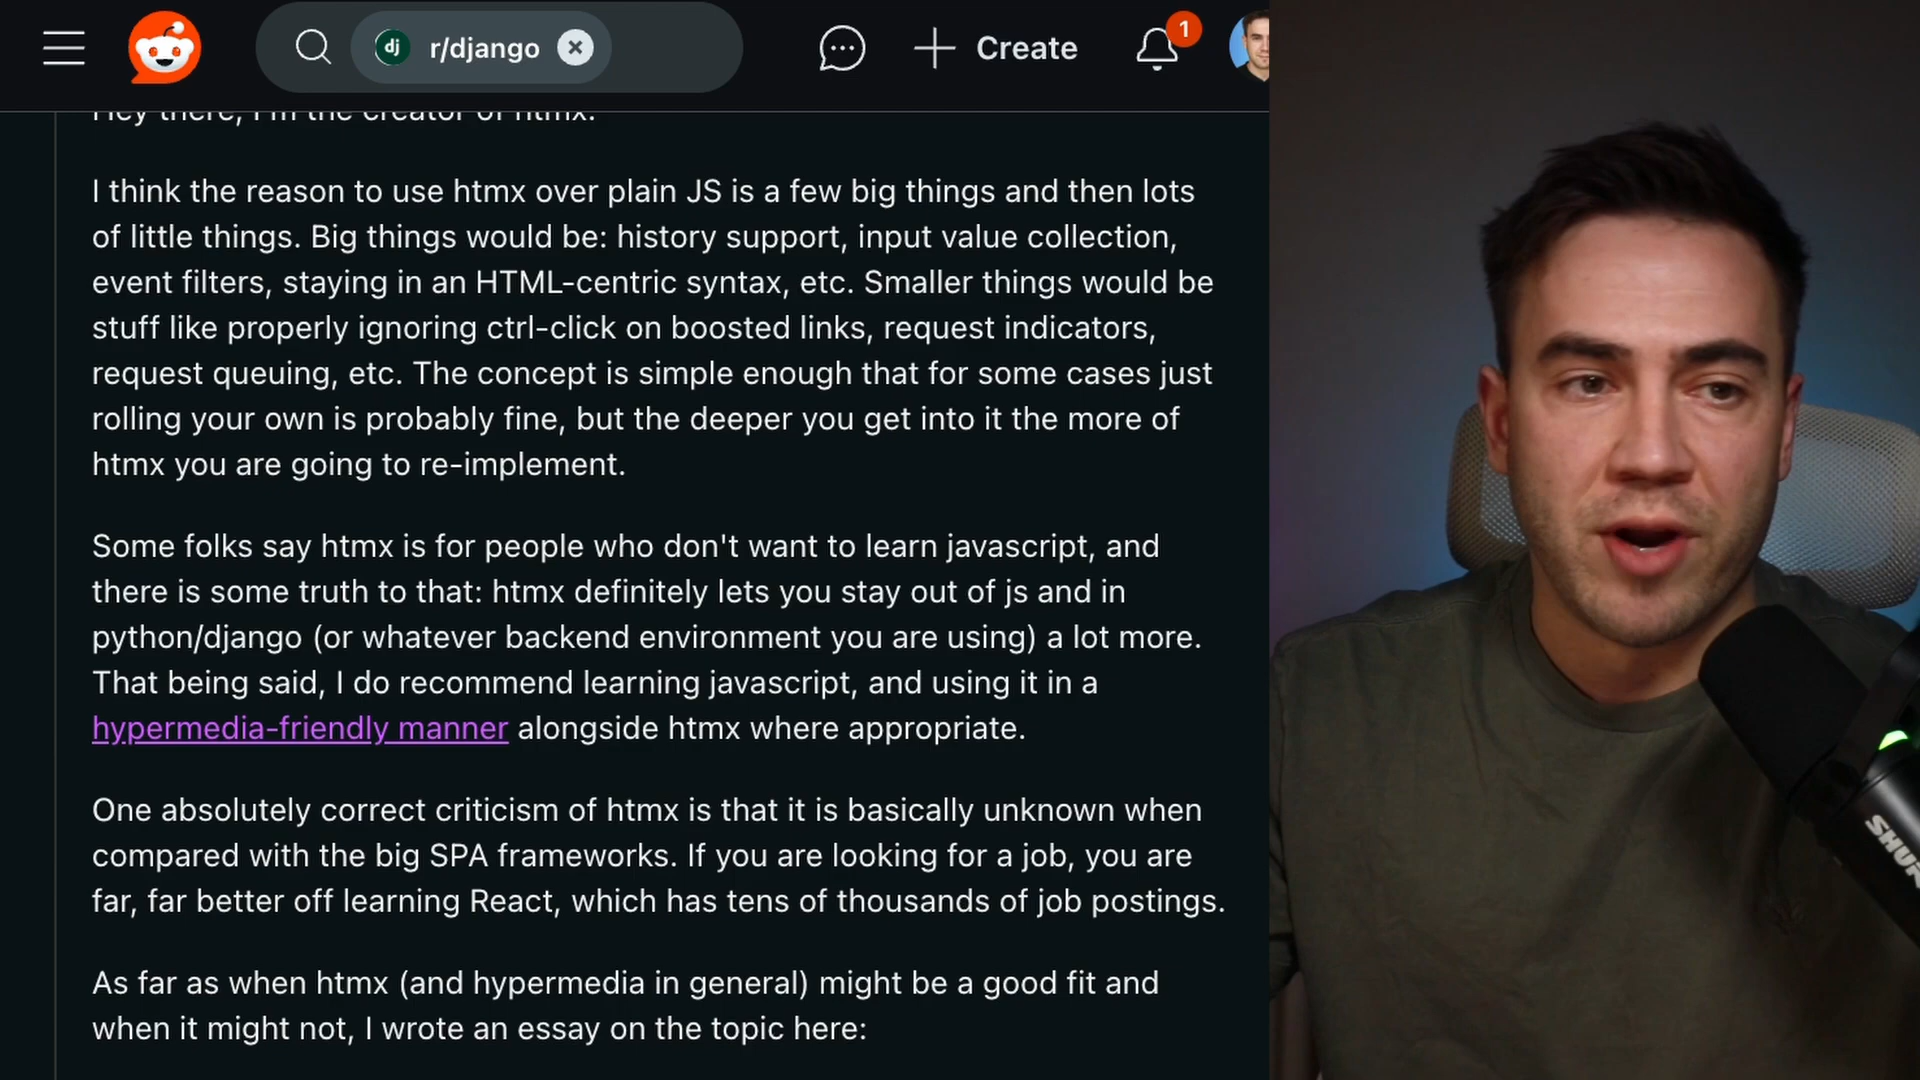 dj r/django
Create
1
Hey there, I'm the creator of htmx.
I think the reason to use htmx over plain JS is a few big things and then lots
of little things. Big things would be: history support, input value collection,
event filters, staying in an HTML-centric syntax, etc. Smaller things would be
stuff like properly ignoring ctrl-click on boosted links, request indicators,
request queuing, etc. The concept is simple enough that for some cases just
rolling your own is probably fine, but the deeper you get into it the more of
htmx you are going to re-implement.
Some folks say htmx is for people who don't want to learn javascript, and
there is some truth to that: htmx definitely lets you stay out of js and in
python/django (or whatever backend environment you are using) a lot more.
That being said, I do recommend learning javascript, and using it in a
hypermedia-friendly manner alongside htmx where appropriate.
One absolutely correct criticism of htmx is that it is basically unknown when
compared with the big SPA frameworks. If you are looking for a job, you are
far, far better off learning React, which has tens of thousands of job postings.
As far as when htmx (and hypermedia in general) might be a good fit and
when it might not, I wrote an essay on the topic here:
SHUR